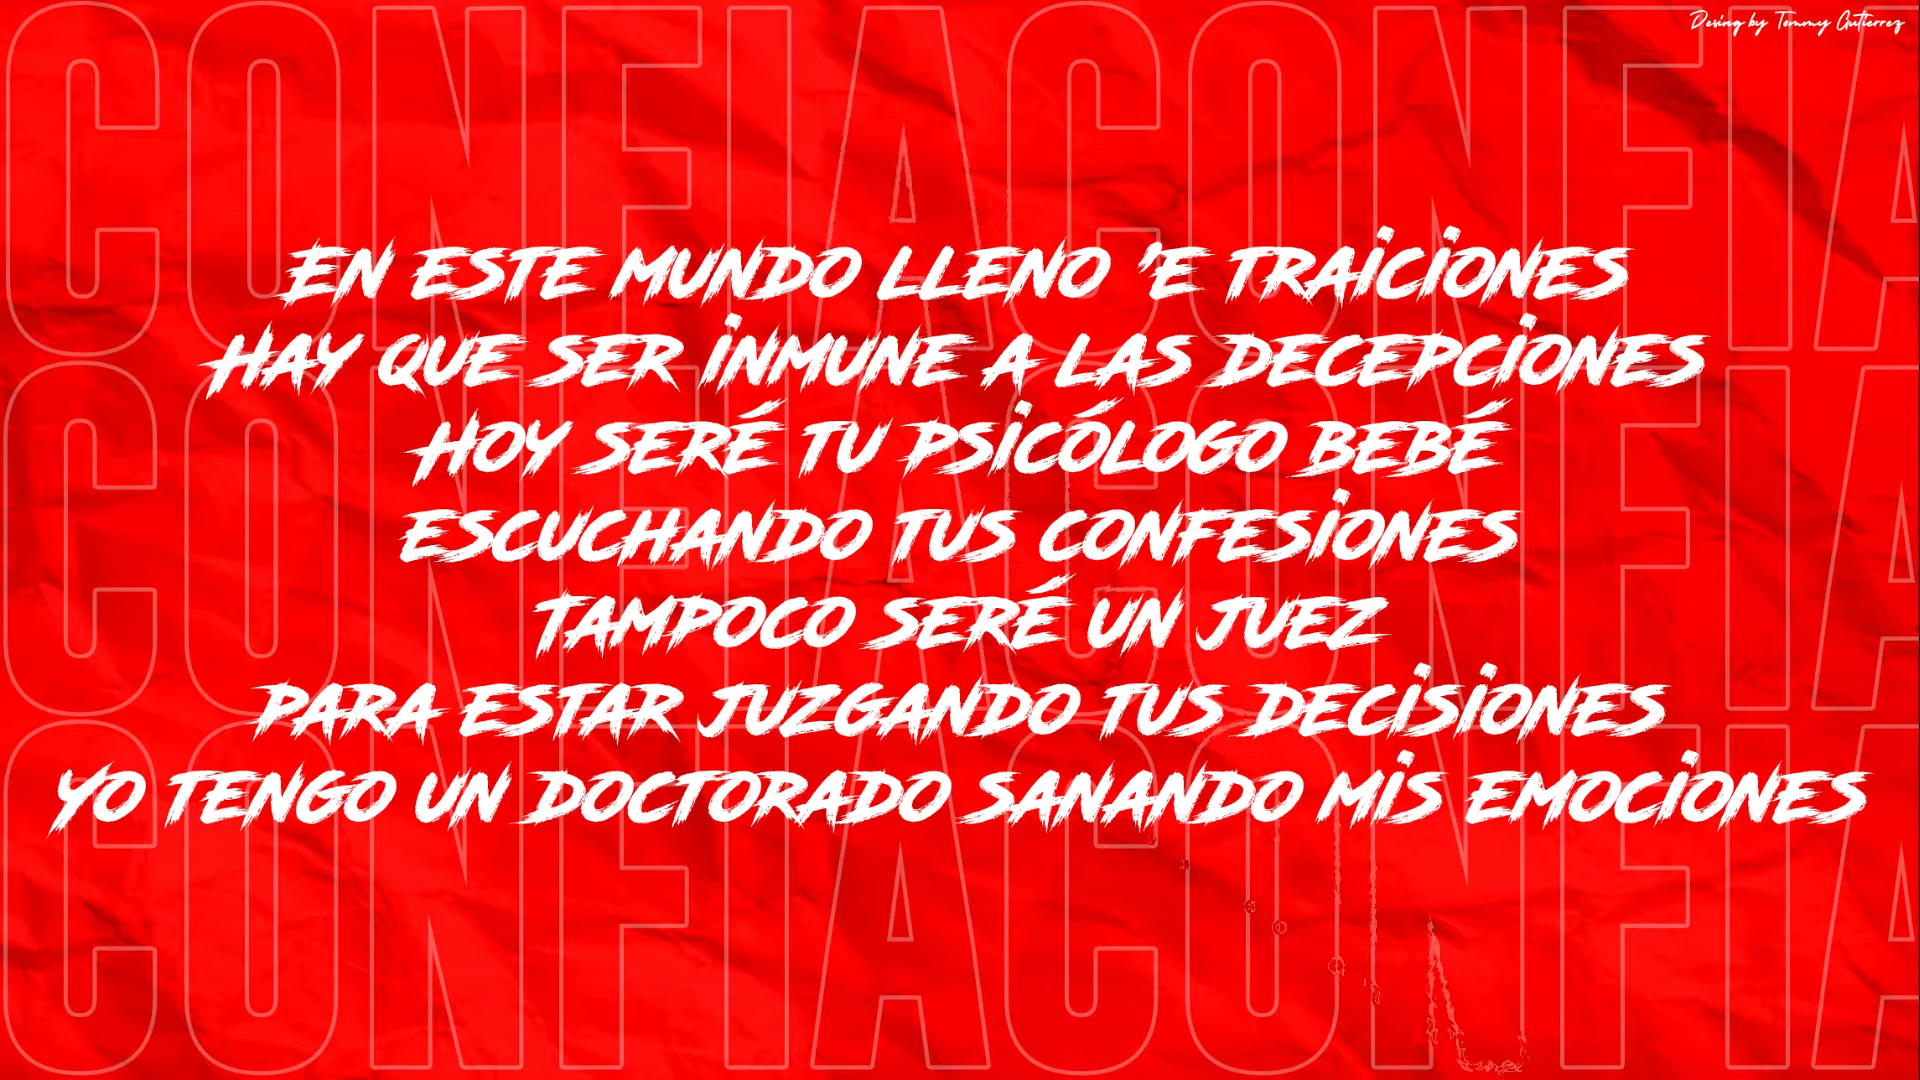 Desing by Tommy Gutierrez
CONFIACONFIA
EN ESTE MUNDO LLENO 'E TRAICIONES
HAY QUE SER INMUNE A LAS DECEPCIONES
HOY SERÉ TU PSICÓLOGO BEBÉ
CONFIACONFIA
ESCUCHANDO TUS CONFESIONES
TAMPOCO SERÉ UN JUEZ
PARA ESTAR JUZGANDO TUS DECISIONES
YO TENGO UN DOCTORADO SANANDO MIS EMOCIONES
CONFIACONFIA